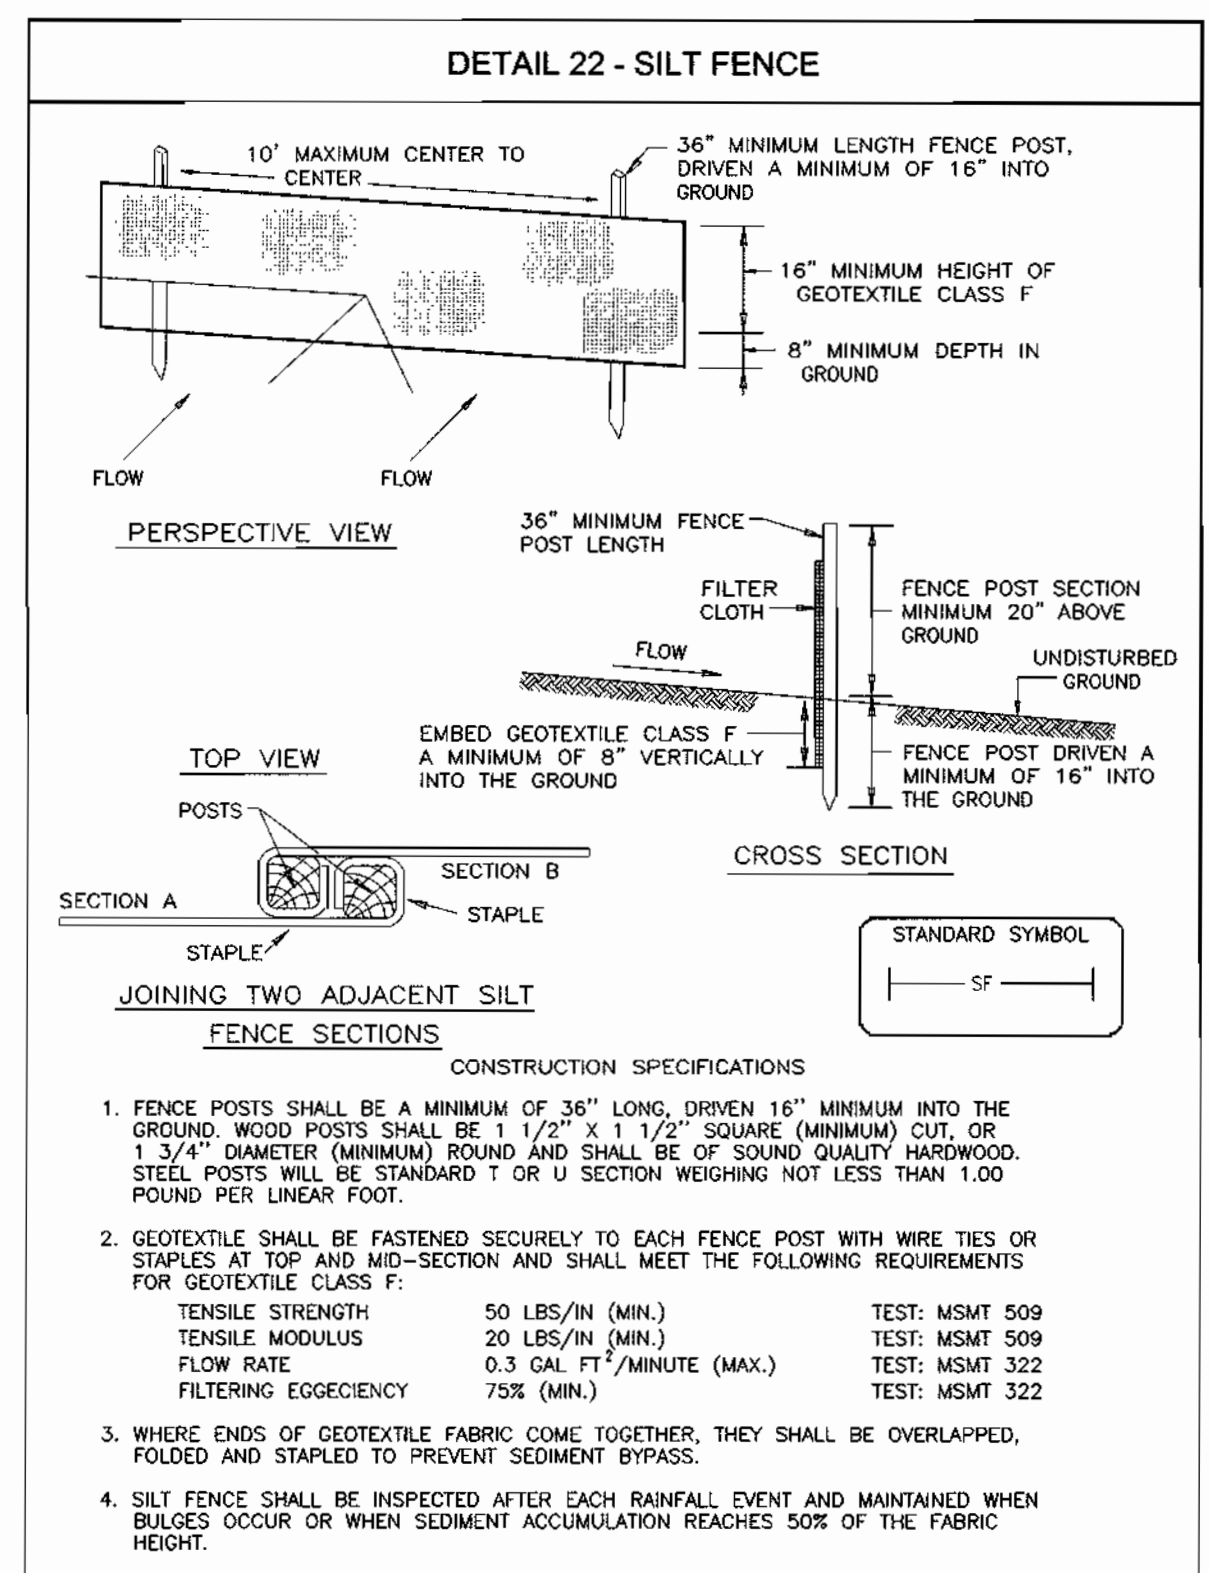 DETAIL 22 - SILT FENCE
10' MAXIMUM CENTER TO
CENTER
36" MINIMUM LENGTH FENCE POST,
DRIVEN A MINIMUM OF 16" INTO
GROUND
16" MINIMUM HEIGHT OF
GEOTEXTILE CLASS F
8" MINIMUM DEPTH IN
GROUND
FLOW
FLOW
PERSPECTIVE VIEW
36" MINIMUM FENCE
POST LENGTH
FILTER
CLOTH
FENCE POST SECTION
MINIMUM 20" ABOVE
GROUND
FLOW
UNDISTURBED
GROUND
EMBED GEOTEXTILE CLASS F
A MINIMUM OF 8" VERTICALLY
INTO THE GROUND
FENCE POST DRIVEN A
MINIMUM OF 16" INTO
THE GROUND
CROSS SECTION
TOP VIEW
POSTS
SECTION B
SECTION A
STAPLE
STAPLE
JOINING TWO ADJACENT SILT
FENCE SECTIONS
STANDARD SYMBOL
SF
CONSTRUCTION SPECIFICATIONS
1. FENCE POSTS SHALL BE A MINIMUM OF 36" LONG, DRIVEN 16" MINIMUM INTO THE
GROUND. WOOD POSTS SHALL BE 1 1/2" X 1 1/2" SQUARE (MINIMUM) CUT, OR
1 3/4" DIAMETER (MINIMUM) ROUND AND SHALL BE OF SOUND QUALITY HARDWOOD.
STEEL POSTS WILL BE STANDARD T OR U SECTION WEIGHING NOT LESS THAN 1.00
POUND PER LINEAR FOOT.
2. GEOTEXTILE SHALL BE FASTENED SECURELY TO EACH FENCE POST WITH WIRE TIES OR
STAPLES AT TOP AND MID-SECTION AND SHALL MEET THE FOLLOWING REQUIREMENTS
FOR GEOTEXTILE CLASS F:
TENSILE STRENGTH 50 LBS/IN (MIN.) TEST: MSMT 509
TENSILE MODULUS 20 LBS/IN (MIN.) TEST: MSMT 509
FLOW RATE 0.3 GAL FT²/MINUTE (MAX.) TEST: MSMT 322
FILTERING EGGECIENCY 75% (MIN.) TEST: MSMT 322
3. WHERE ENDS OF GEOTEXTILE FABRIC COME TOGETHER, THEY SHALL BE OVERLAPPED,
FOLDED AND STAPLED TO PREVENT SEDIMENT BYPASS.
4. SILT FENCE SHALL BE INSPECTED AFTER EACH RAINFALL EVENT AND MAINTAINED WHEN
BULGES OCCUR OR WHEN SEDIMENT ACCUMULATION REACHES 50% OF THE FABRIC
HEIGHT.